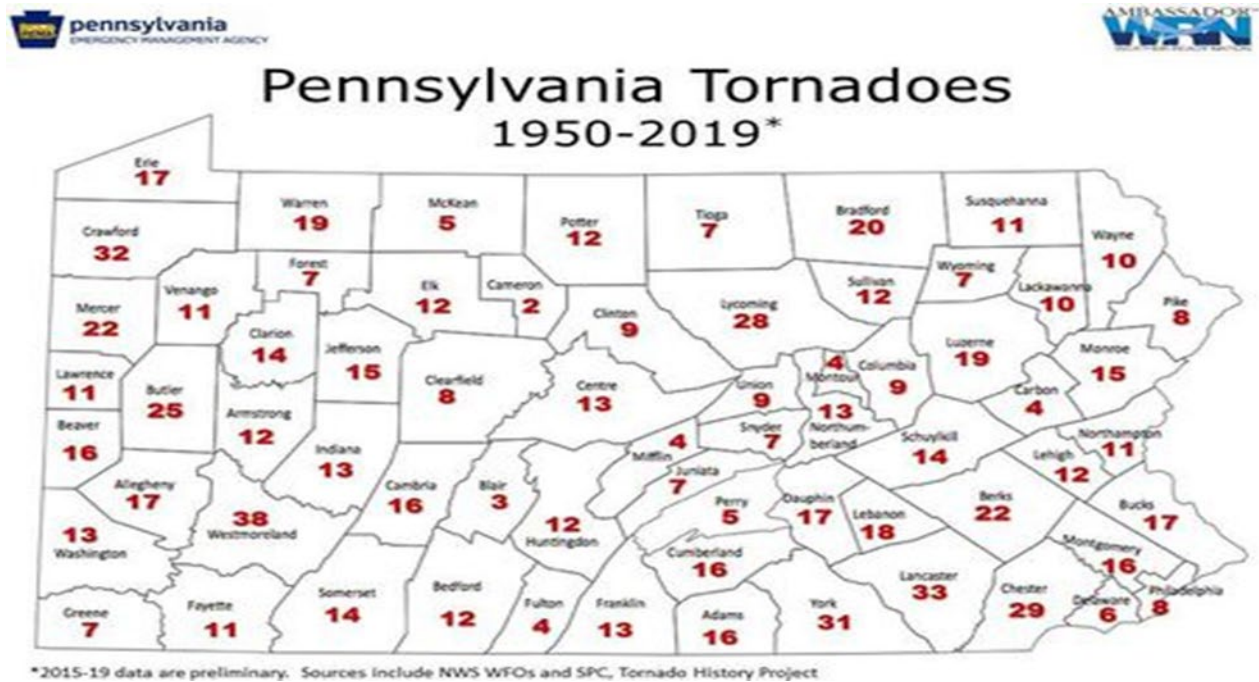 pennsylvania
EMERGENCY MANAGEMENT AGENCY
AMBASSADOR
WRN
WEATHER-READY NATION
Pennsylvania Tornadoes
1950-2019*
Erie
17
Warren
19
McKean
5
Potter
12
Tioga
7
Bradford
20
Susquehanna
11
Wayne
10
Crawford
32
Forest
7
Elk
12
Cameron
2
Clinton
9
Lycoming
28
Sullivan
12
Wyoming
7
Lackawanna
10
Pike
8
Mercer
22
Venango
11
Clarion
14
Jefferson
15
Clearfield
8
Centre
13
Union
9
4
Montour
Columbia
9
Luzerne
19
Monroe
15
Carbon
4
Lawrence
11
Butler
25
Armstrong
12
Indiana
13
Beaver
16
Allegheny
17
Cambria
16
Blair
3
12
Huntingdon
4
Mifflin
Snyder
7
13
Northum-
berland
Juniata
7
Perry
5
Dauphin
17
Lebanon
18
Schuylkill
14
Berks
22
Lehigh
12
Northampton
11
Bucks
17
Montgomery
16
13
Washington
38
Westmoreland
Greene
7
Fayette
11
Somerset
14
Bedford
12
Fulton
4
Franklin
13
Cumberland
16
Adams
16
York
31
Lancaster
33
Chester
29
Delaware
6
Philadelphia
8
*2015-19 data are preliminary. Sources include NWS WFOs and SPC, Tornado History Project